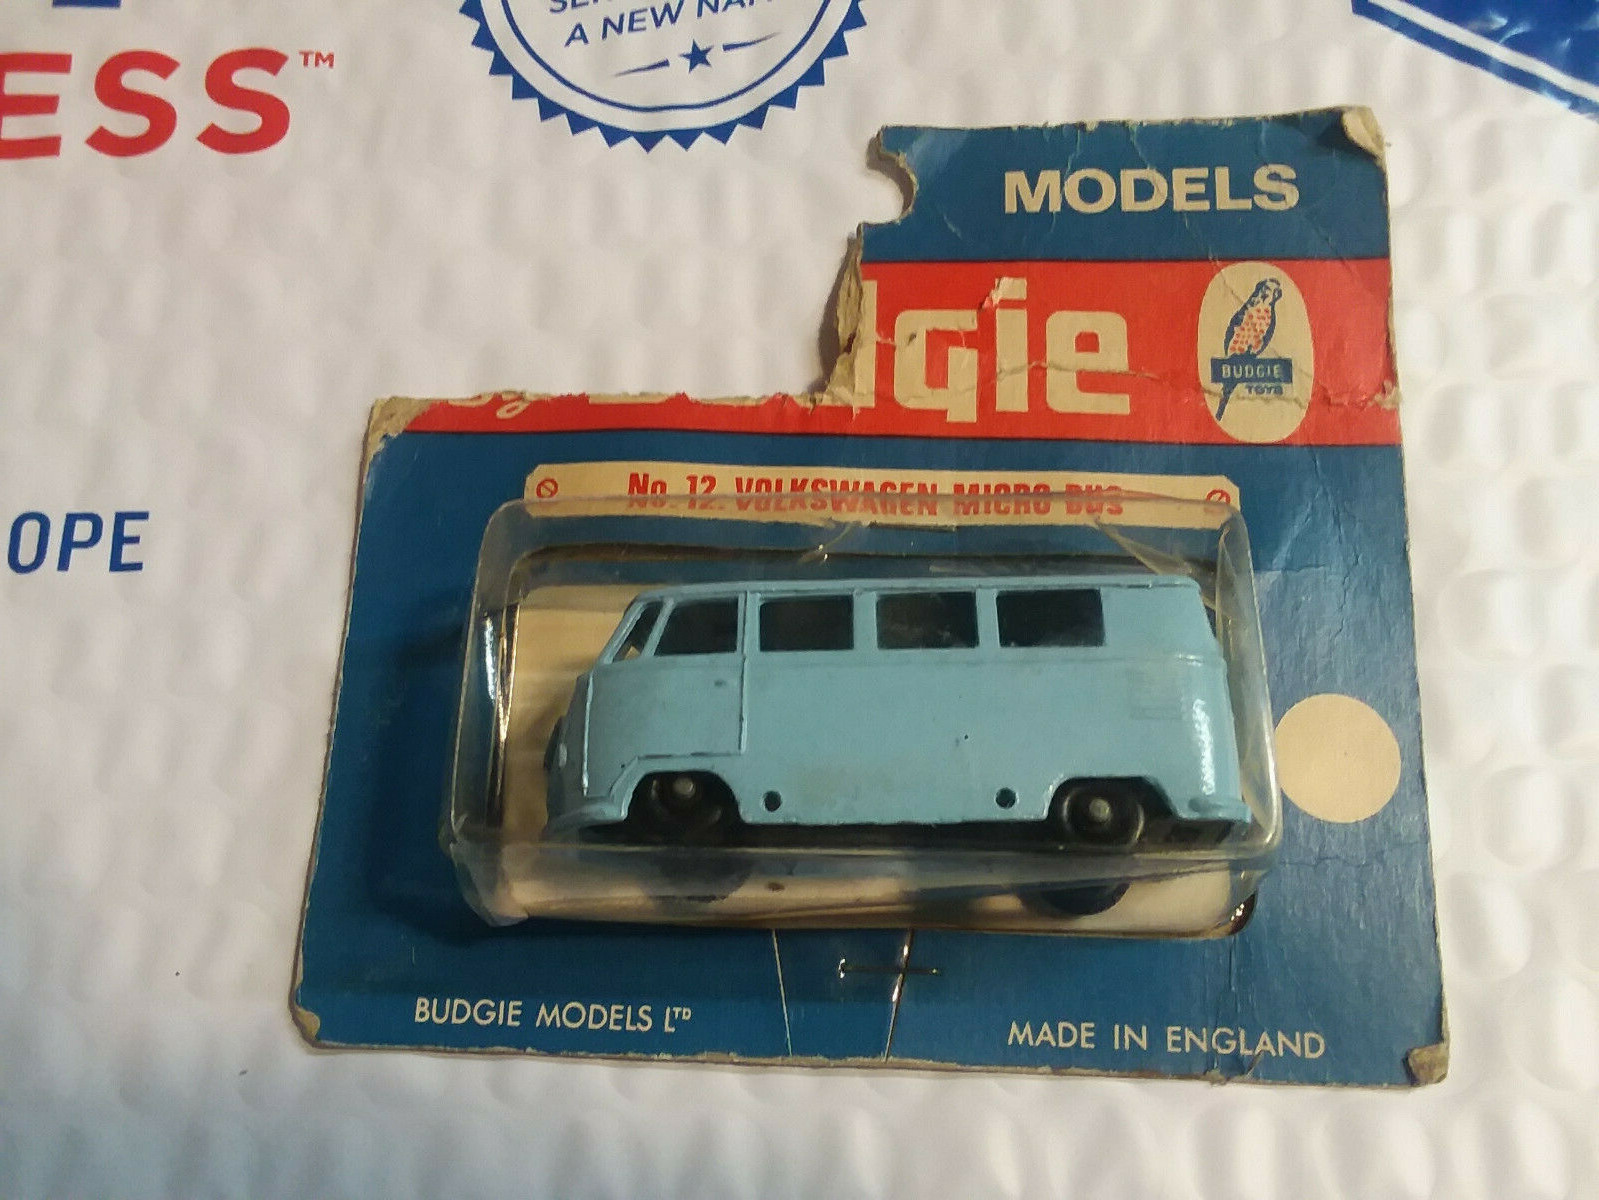 ESS™
A NEW NA
OPE
MODELS
dgie
BUDGIE
TOYS
No. 12. VOLKSWAGEN MICRO BUS
BUDGIE MODELS LTD
MADE IN ENGLAND